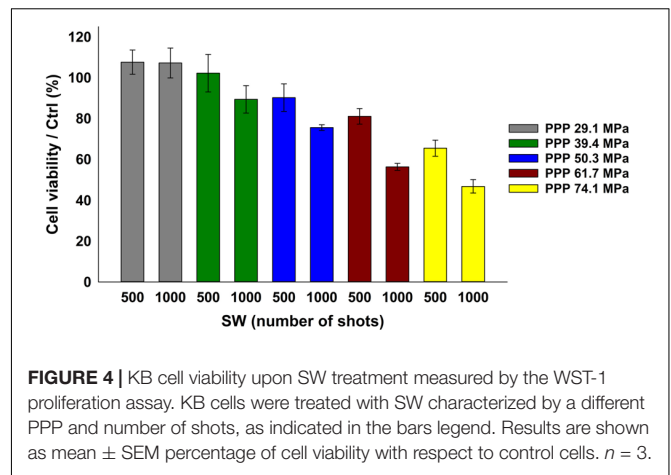 120
100
80
60
40
20
0
Cell viability / Ctrl (%)
500 1000 500 1000 500 1000 500 1000 500 1000
SW (number of shots)
PPP 29.1 MPa
PPP 39.4 MPa
PPP 50.3 MPa
PPP 61.7 MPa
PPP 74.1 MPa
FIGURE 4 | KB cell viability upon SW treatment measured by the WST-1
proliferation assay. KB cells were treated with SW characterized by a different
PPP and number of shots, as indicated in the bars legend. Results are shown
as mean ± SEM percentage of cell viability with respect to control cells. n = 3.